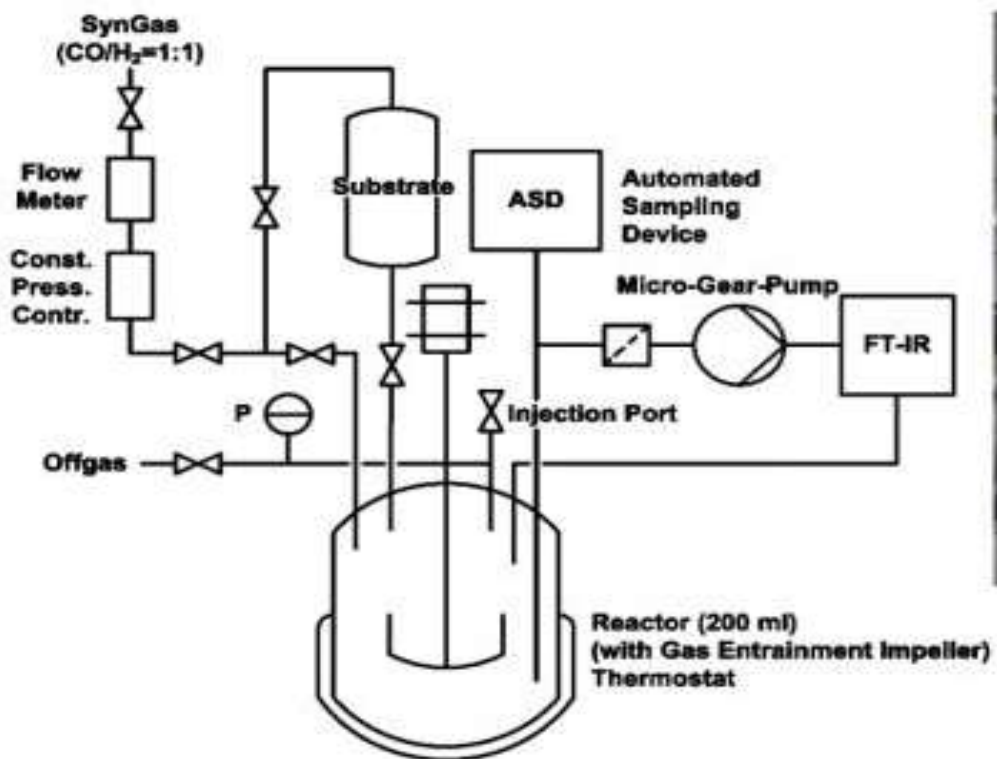 SynGas
(CO/H₂=1:1)
Flow
Meter
Const.
Press.
Contr.
Substrate
ASD
Automated
Sampling
Device
Micro-Gear-Pump
FT-IR
P
Injection Port
Offgas
Reactor (200 ml)
(with Gas Entrainment Impeller)
Thermostat